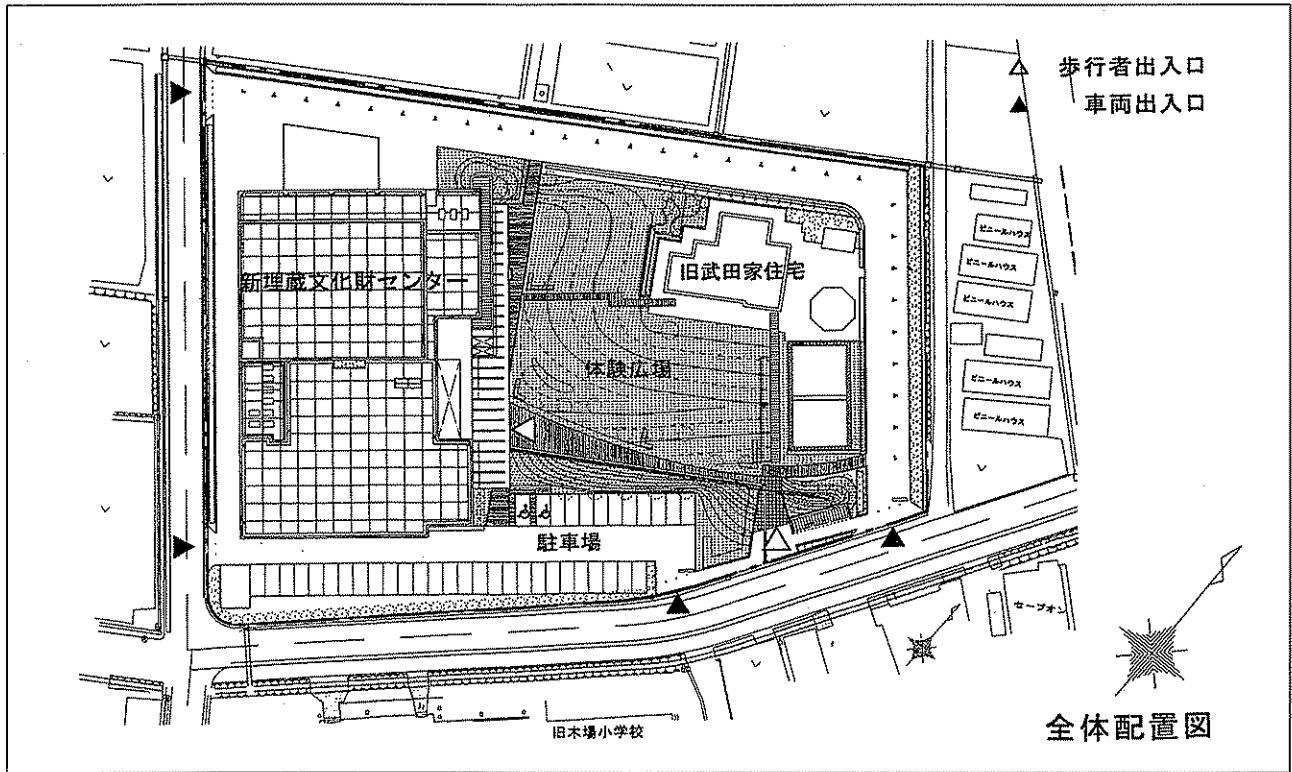 歩行者出入口
車両出入口
ビニールハウス
ビニールハウス
ビニールハウス
ビニールハウス
ビニールハウス
新埋蔵文化財センター
旧武田家住宅
体験広場
駐車場
セーブオン
旧木場小学校
全体配置図